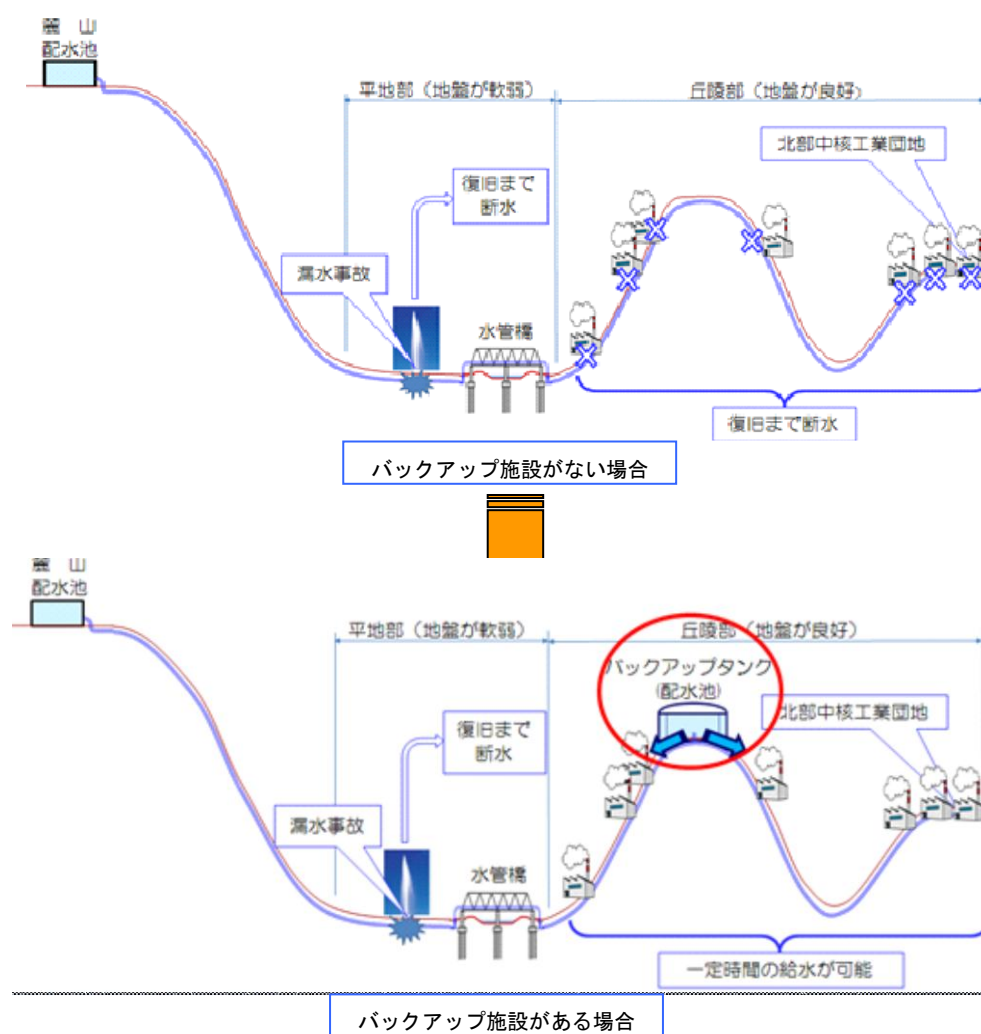 麓 山
配水池
平地部（地盤が軟弱）
丘陵部（地盤が良好）
北部中核工業団地
復旧まで
断水
漏水事故
水管橋
復旧まで断水
バックアップ施設がない場合
麓 山
配水池
平地部（地盤が軟弱）
丘陵部（地盤が良好）
バックアップタンク
(配水池)
北部中核工業団地
復旧まで
断水
漏水事故
水管橋
一定時間の給水が可能
バックアップ施設がある場合